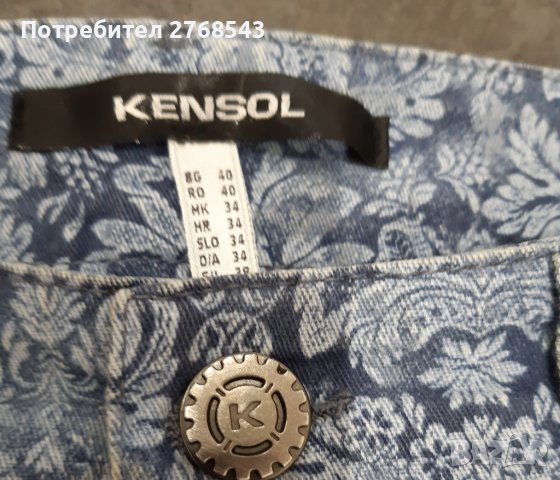 Потребител 2768543
KENSOL
BG 40
RO 40
MK 34
HR 34
SLO 34
D/A 34
K